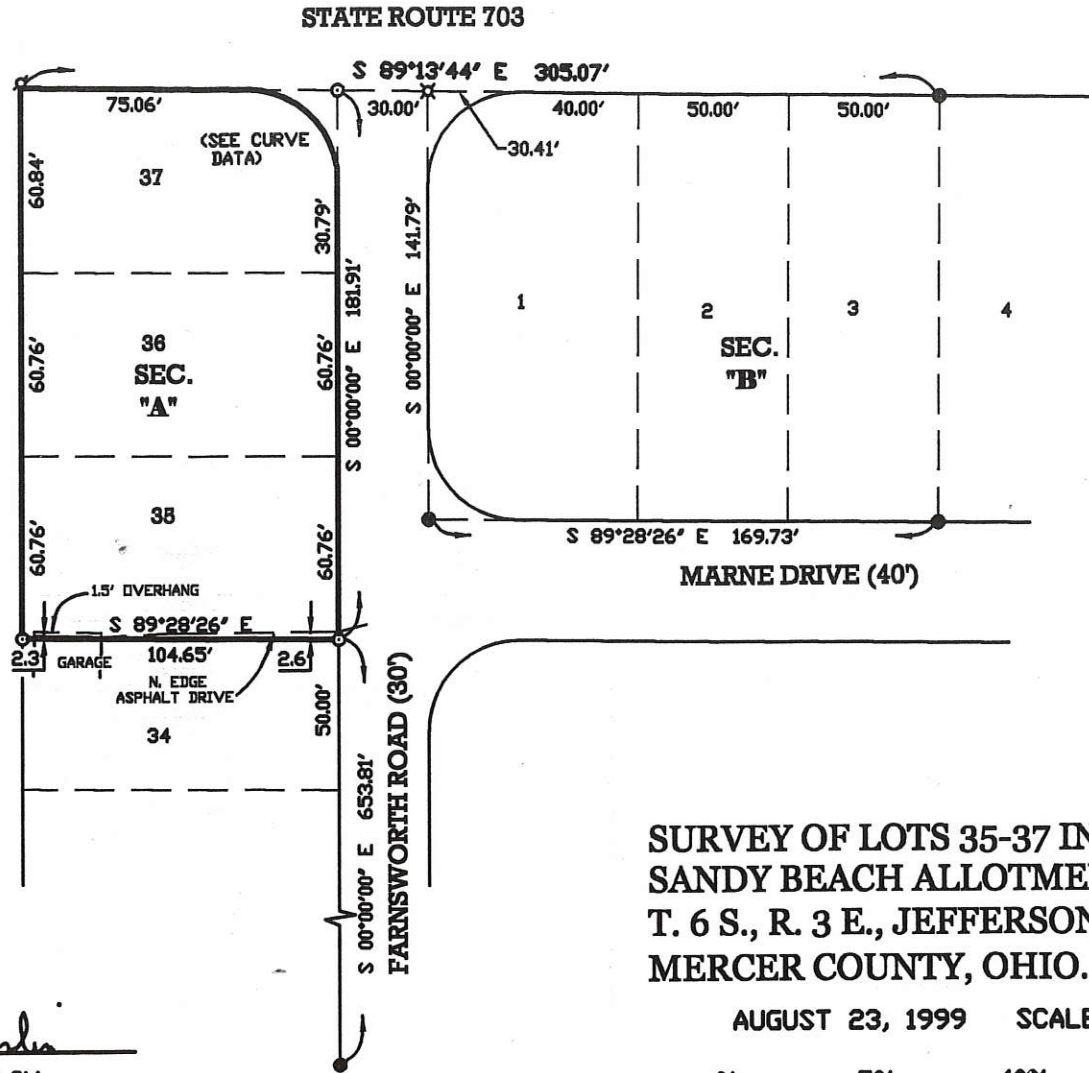 STATE ROUTE 703
S 89°13'44" E 305.07'
75.06'
30.00'
40.00'
50.00'
50.00'
(SEE CURVE
DATA)
30.41'
60.84'
37
30.79'
S 00°00'00" E 181.91'
S 00°00'00" E 141.79'
1
2
3
4
SEC.
"B"
60.76'
36
SEC.
"A"
60.76'
60.76'
35
60.76'
S 89°28'26" E 169.73'
MARNE DRIVE (40')
1.5' OVERHANG
S 89°28'26" E
2.3
GARAGE
104.65'
2.6
N. EDGE
ASPHALT DRIVE
34
50.00'
S 00°00'00" E 653.81'
FARNSWORTH ROAD (30')
SURVEY OF LOTS 35-37 IN
SANDY BEACH ALLOTME
T. 6 S., R. 3 E., JEFFERSON
MERCER COUNTY, OHIO.
AUGUST 23, 1999 SCALE